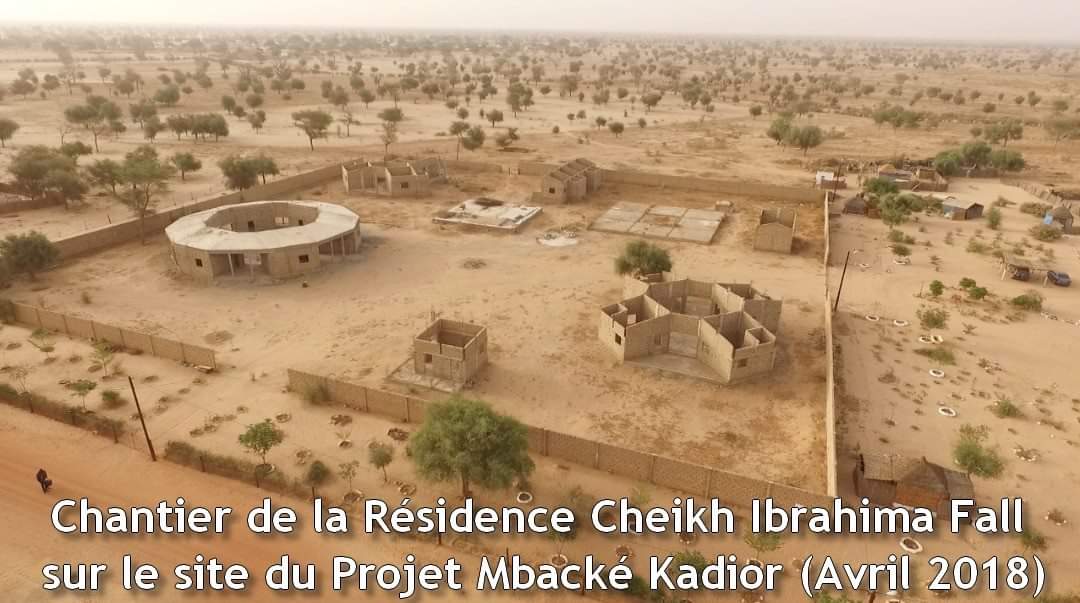 Chantier de la Résidence Cheikh Ibrahima Fall
sur le site du Projet Mbacké Kadior (Avril 2018)